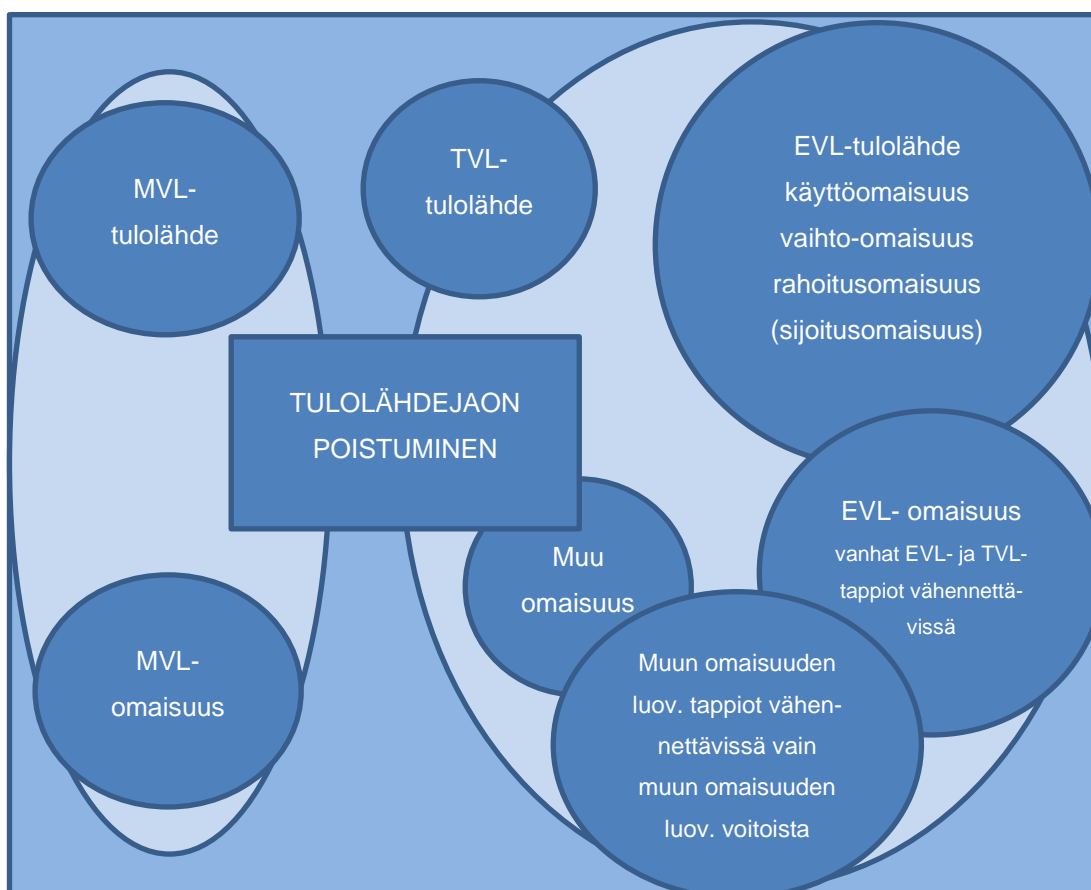 MVL-
tulolähde
TVL-
tulolähde
EVL-tulolähde
käyttöomaisuus
vaihto-omaisuus
rahoitusomaisuus
(sijoitusomaisuus)
TULOLÄHDEJAON
POISTUMINEN
MVL-
omaisuus
Muu
omaisuus
EVL- omaisuus
vanhat EVL- ja TVL-
tappiot vähennettä-
vissä
Muun omaisuuden
luov. tappiot vähen-
nettävissä vain
muun omaisuuden
luov. voitoista